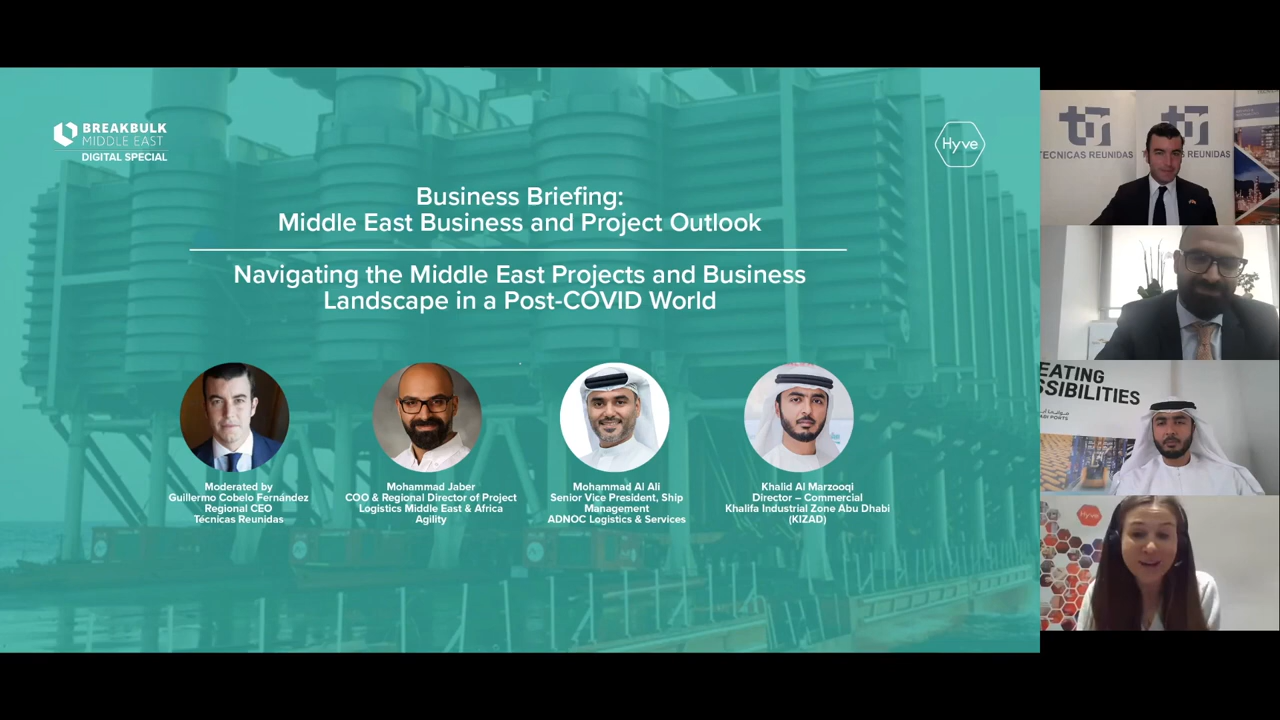 BREAKBULK
MIDDLE EAST
DIGITAL SPECIAL
Hyve
Business Briefing:
Middle East Business and Project Outlook
Navigating the Middle East Projects and Business
Landscape in a Post-COVID World
Moderated by
Guillermo Cobelo Fernández
Regional CEO
Técnicas Reunidas
Mohammad Jaber
COO & Regional Director of Project
Logistics Middle East & Africa
Agility
Mohammad Al Ali
Senior Vice President, Ship
Management
ADNOC Logistics & Services
Khalid Al Marzooqi
Director – Commercial
Khalifa Industrial Zone Abu Dhabi
(KIZAD)
TECNICAS REUNIDAS
REUNIDAS
EATING
SSIBILITIES
ABI PORTS
Hyve